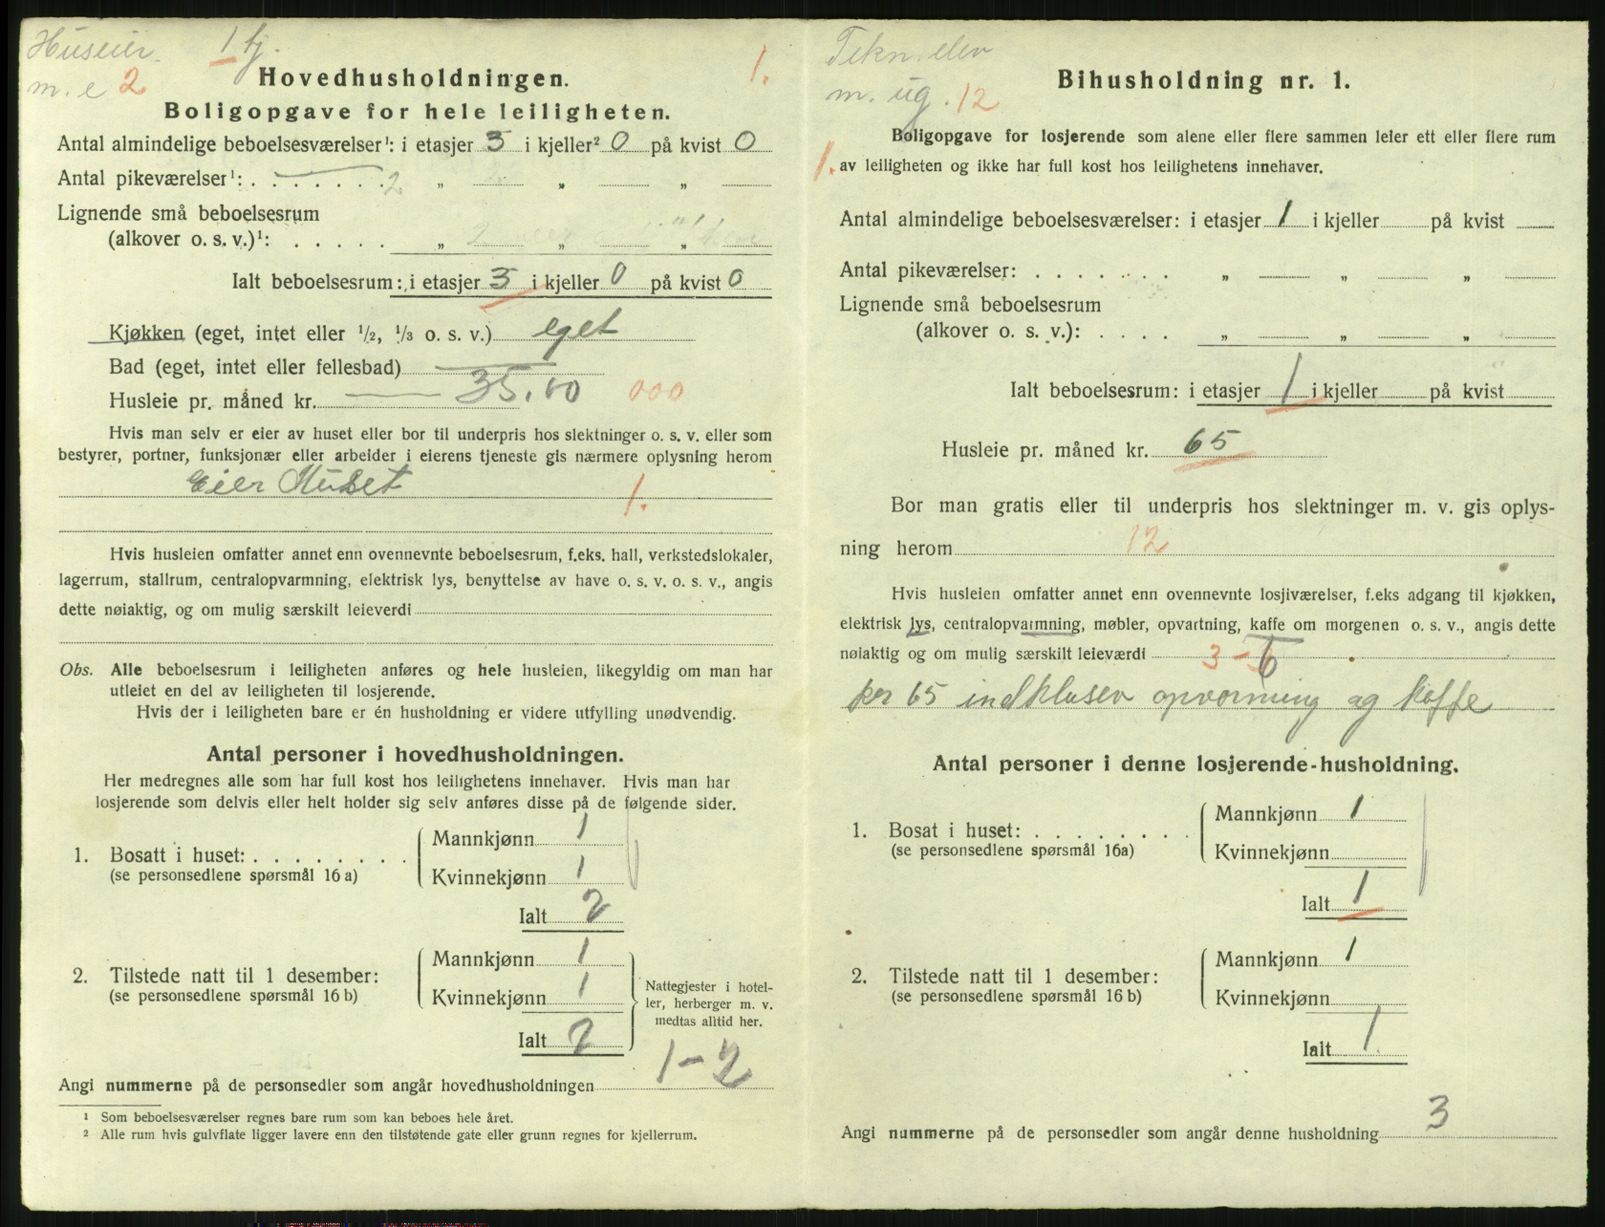 Huseier. 1 kj.
m. e 2
1.
Hovedhusholdningen.
Boligopgave for hele leiligheten.
Antal almindelige beboelsesværelser¹: i etasjer 3 i kjeller² 0 på kvist 0
Antal pikeværelser¹: . . . . . . . 2 „ „ „
Lignende små beboelsesrum
(alkover o. s. v.)¹: . . . . . „ 2 „ „
Ialt beboelsesrum: i etasjer 3 i kjeller 0 på kvist 0
Kjøkken (eget, intet eller ½, ⅓ o. s. v.) eget
Bad (eget, intet eller fellesbad) —
Husleie pr. måned kr. — 35.00 000
Hvis man selv er eier av huset eller bor til underpris hos slektninger o. s. v. eller som
bestyrer, portner, funksjonær eller arbeider i eierens tjeneste gis nærmere oplysning herom
Eier Huset 1.
Hvis husleien omfatter annet enn ovennevnte beboelsesrum, f.eks. hall, verkstedslokaler,
lagerrum, stallrum, centralopvarmning, elektrisk lys, benyttelse av have o. s. v. o. s. v., angis
dette nøiaktig, og om mulig særskilt leieverdi
Obs. Alle beboelsesrum i leiligheten anføres og hele husleien, likegyldig om man har
utleiet en del av leiligheten til losjerende.
Hvis der i leiligheten bare er én husholdning er videre utfylling unødvendig.
Antal personer i hovedhusholdningen.
Her medregnes alle som har full kost hos leilighetens innehaver. Hvis man har
losjerende som delvis eller helt holder sig selv anføres disse på de følgende sider.
Mannkjønn 1
1. Bosatt i huset: . . . . . . . .
(se personsedlene spørsmål 16 a)
Kvinnekjønn 1
Ialt 2
Mannkjønn 1
2. Tilstede natt til 1 desember:
(se personsedlene spørsmål 16 b)
Kvinnekjønn 1
Ialt 2
Nattegjester i hotel-
ler, herberger m. v.
medtas alltid her.
Angi nummerne på de personsedler som angår hovedhusholdningen 1-2
¹ Som beboelsesværelser regnes bare rum som kan beboes hele året.
² Alle rum hvis gulvflate ligger lavere enn den tilstøtende gate eller grunn regnes for kjellerrum.
Tekn. elev
m. ug. 12
Bihusholdning nr. 1.
Boligopgave for losjerende som alene eller flere sammen leier ett eller flere rum
1. av leiligheten og ikke har full kost hos leilighetens innehaver.
Antal almindelige beboelsesværelser: i etasjer 1 i kjeller på kvist
Antal pikeværelser: . . . . . . . „ „ „
Lignende små beboelsesrum
(alkover o. s. v.): . . . . „ „ „
Ialt beboelsesrum: i etasjer 1 i kjeller på kvist
Husleie pr. måned kr. 65
Bor man gratis eller til underpris hos slektninger m. v. gis oplys-
ning herom 12
Hvis husleien omfatter annet enn ovennevnte losjiværelser, f.eks adgang til kjøkken,
elektrisk lys, centralopvarmning, møbler, opvartning, kaffe om morgenen o. s. v., angis dette
nøiaktig og om mulig særskilt leieværdi 3 - 6
ker 65 indklusev opvorning og kaffe
Antal personer i denne losjerende-husholdning.
Mannkjønn 1
1. Bosat i huset: . . . . . . . .
(se personsedlene spørsmål 16a)
Kvinnekjønn
Ialt 1
Mannkjønn 1
2. Tilstede natt til 1 desember:
(se personsedlene spørsmål 16 b)
Kvinnekjønn
Ialt 1
Angi nummerne på de personsedler som angår denne husholdning 3